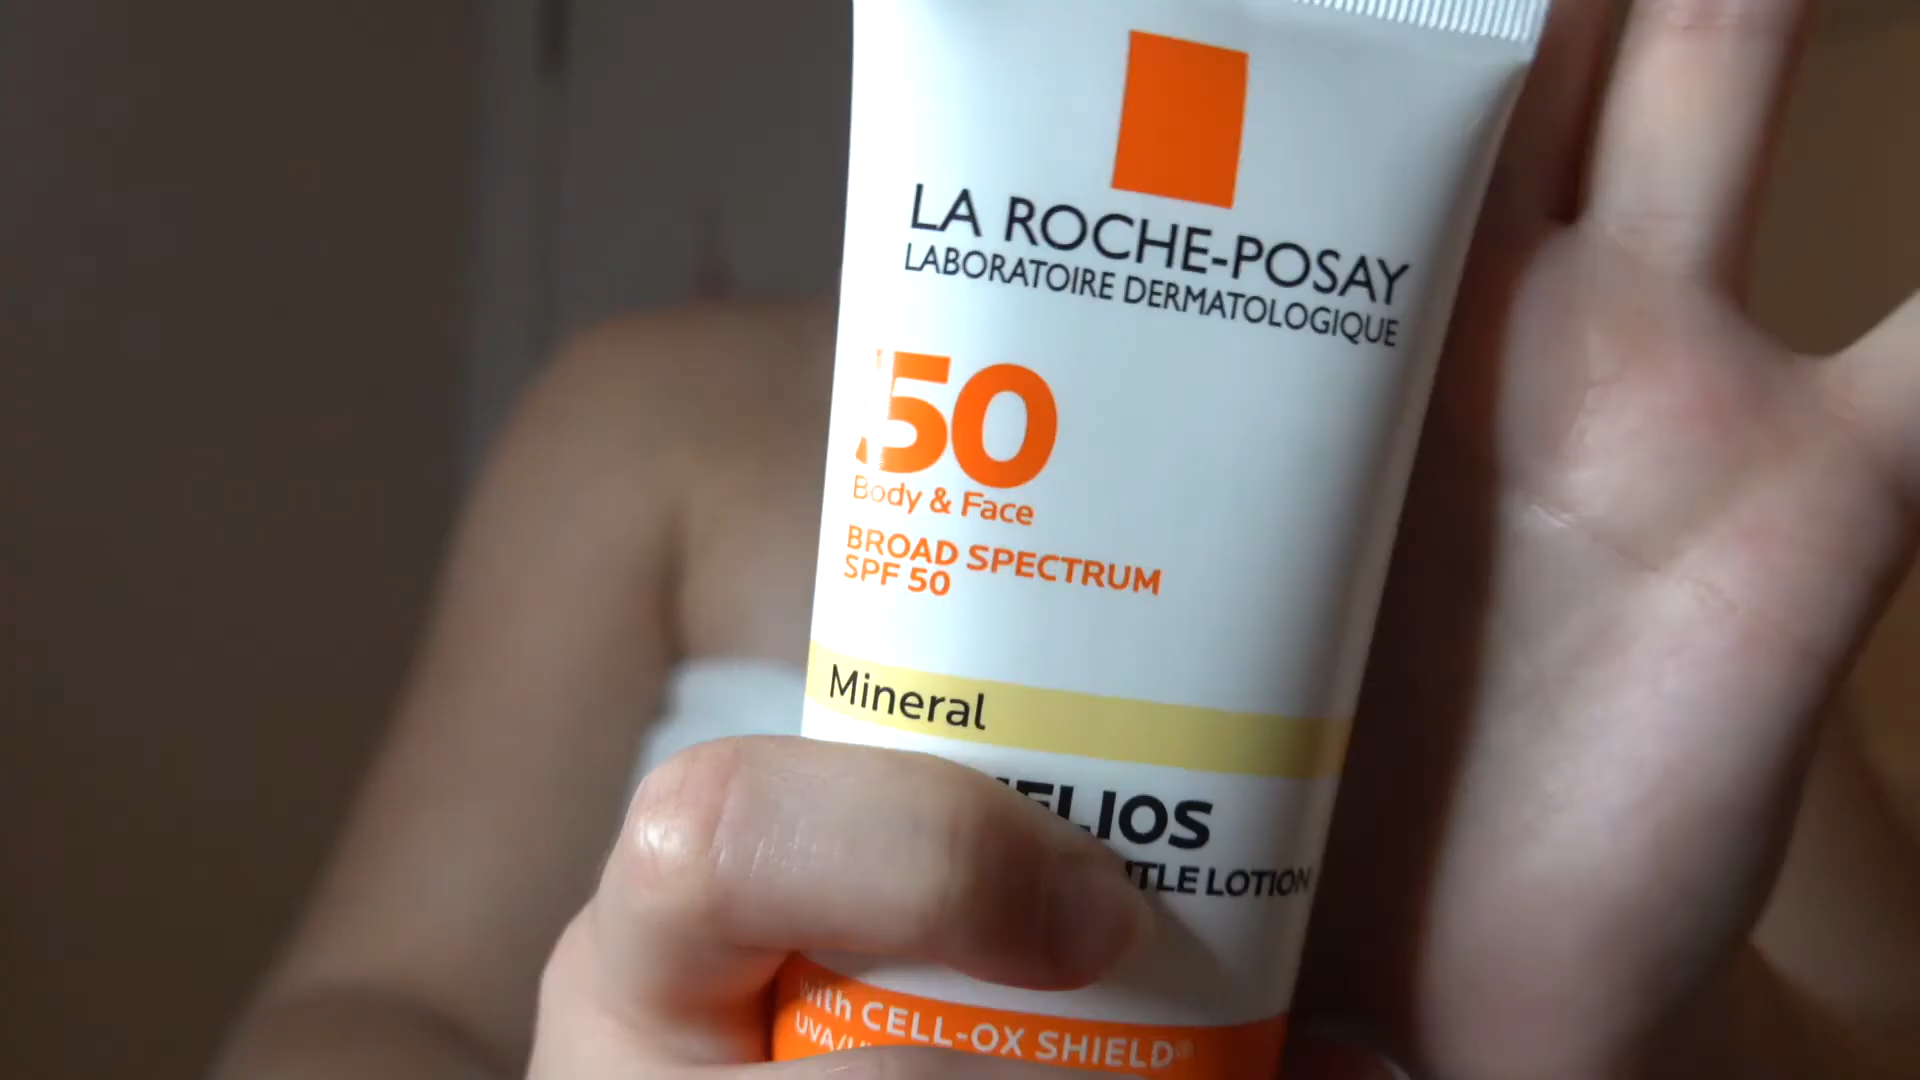 LA ROCHE-POSAY
LABORATOIRE DERMATOLOGIQUE
50
Body & Face
BROAD SPECTRUM
SPF 50
Mineral
ELIOS
TLE LOTION
with CELL-OX SHIELD®
UVA/U